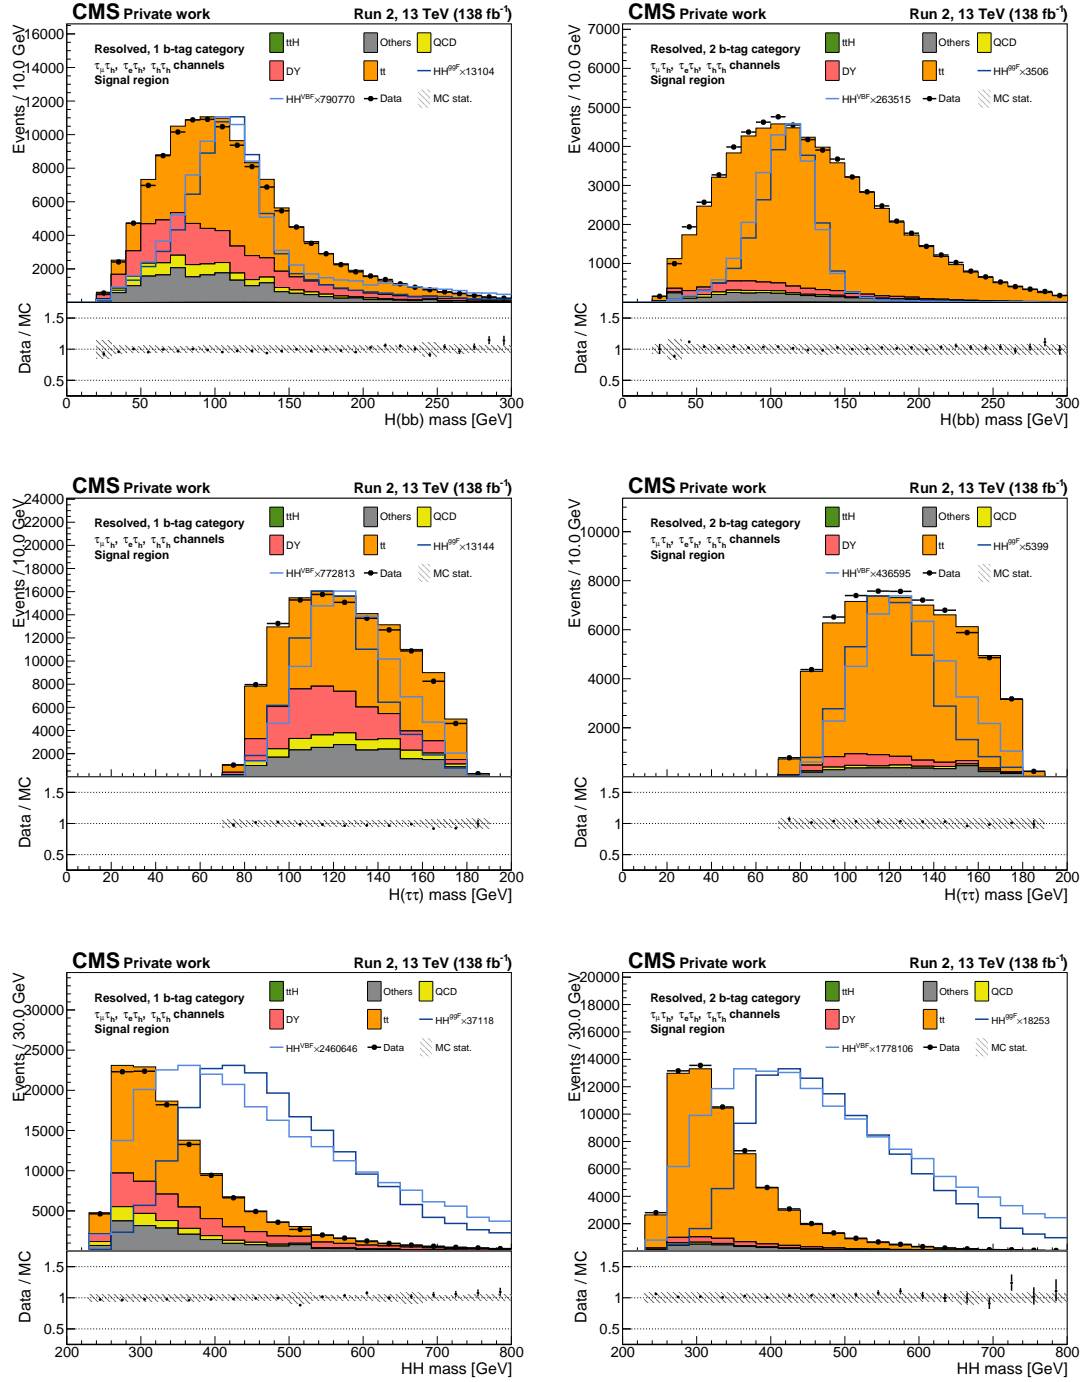 CMS Private work Run 2, 13 TeV (138 fb⁻¹)
Events / 10.0 GeV
16000
14000
12000
10000
8000
6000
4000
2000
Resolved, 1 b-tag category
τ_μτ_h, τ_eτ_h, τ_hτ_h channels
Signal region
ttH Others QCD
DY tt HH^ggF×13104
HH^VBF×790770 Data MC stat.
Data / MC
1.5
1
0.5
0 50 100 150 200 250 300
H(bb) mass [GeV]
CMS Private work Run 2, 13 TeV (138 fb⁻¹)
Events / 10.0 GeV
7000
6000
5000
4000
3000
2000
1000
Resolved, 2 b-tag category
τ_μτ_h, τ_eτ_h, τ_hτ_h channels
Signal region
ttH Others QCD
DY tt HH^ggF×3506
HH^VBF×263515 Data MC stat.
Data / MC
1.5
1
0.5
0 50 100 150 200 250 300
H(bb) mass [GeV]
CMS Private work Run 2, 13 TeV (138 fb⁻¹)
Events / 10.0 GeV
24000
22000
20000
18000
16000
14000
12000
10000
8000
6000
4000
2000
Resolved, 1 b-tag category
τ_μτ_h, τ_eτ_h, τ_hτ_h channels
Signal region
ttH Others QCD
DY tt HH^ggF×13144
HH^VBF×772813 Data MC stat.
Data / MC
1.5
1
0.5
0 20 40 60 80 100 120 140 160 180 200
H(ττ) mass [GeV]
CMS Private work Run 2, 13 TeV (138 fb⁻¹)
Events / 10.0 GeV
10000
8000
6000
4000
2000
Resolved, 2 b-tag category
τ_μτ_h, τ_eτ_h, τ_hτ_h channels
Signal region
ttH Others QCD
DY tt HH^ggF×5399
HH^VBF×436595 Data MC stat.
Data / MC
1.5
1
0.5
0 20 40 60 80 100 120 140 160 180 200
H(ττ) mass [GeV]
CMS Private work Run 2, 13 TeV (138 fb⁻¹)
Events / 30.0 GeV
30000
25000
20000
15000
10000
5000
Resolved, 1 b-tag category
τ_μτ_h, τ_eτ_h, τ_hτ_h channels
Signal region
ttH Others QCD
DY tt HH^ggF×37118
HH^VBF×2460646 Data MC stat.
Data / MC
1.5
1
0.5
200 300 400 500 600 700 800
HH mass [GeV]
CMS Private work Run 2, 13 TeV (138 fb⁻¹)
Events / 30.0 GeV
20000
18000
16000
14000
12000
10000
8000
6000
4000
2000
Resolved, 2 b-tag category
τ_μτ_h, τ_eτ_h, τ_hτ_h channels
Signal region
ttH Others QCD
DY tt HH^ggF×18253
HH^VBF×1778106 Data MC stat.
Data / MC
1.5
1
0.5
200 300 400 500 600 700 800
HH mass [GeV]